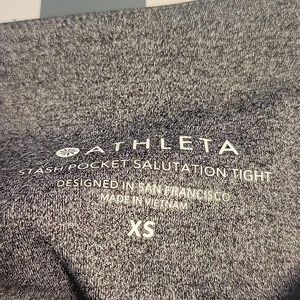 ATHLETA
STASH POCKET SALUTATION TIGHT
DESIGNED IN SAN FRANCISCO
MADE IN VIETNAM
XS